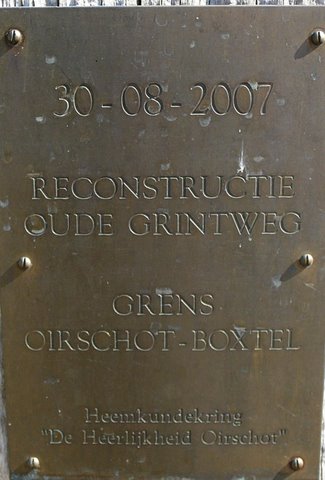 30-08-2007
RECONSTRUCTIE
OUDE GRINTWEG
GRENS
OIRSCHOT-BOXTEL
Heemkundekring
"De Heerlijkheid Oirschot"